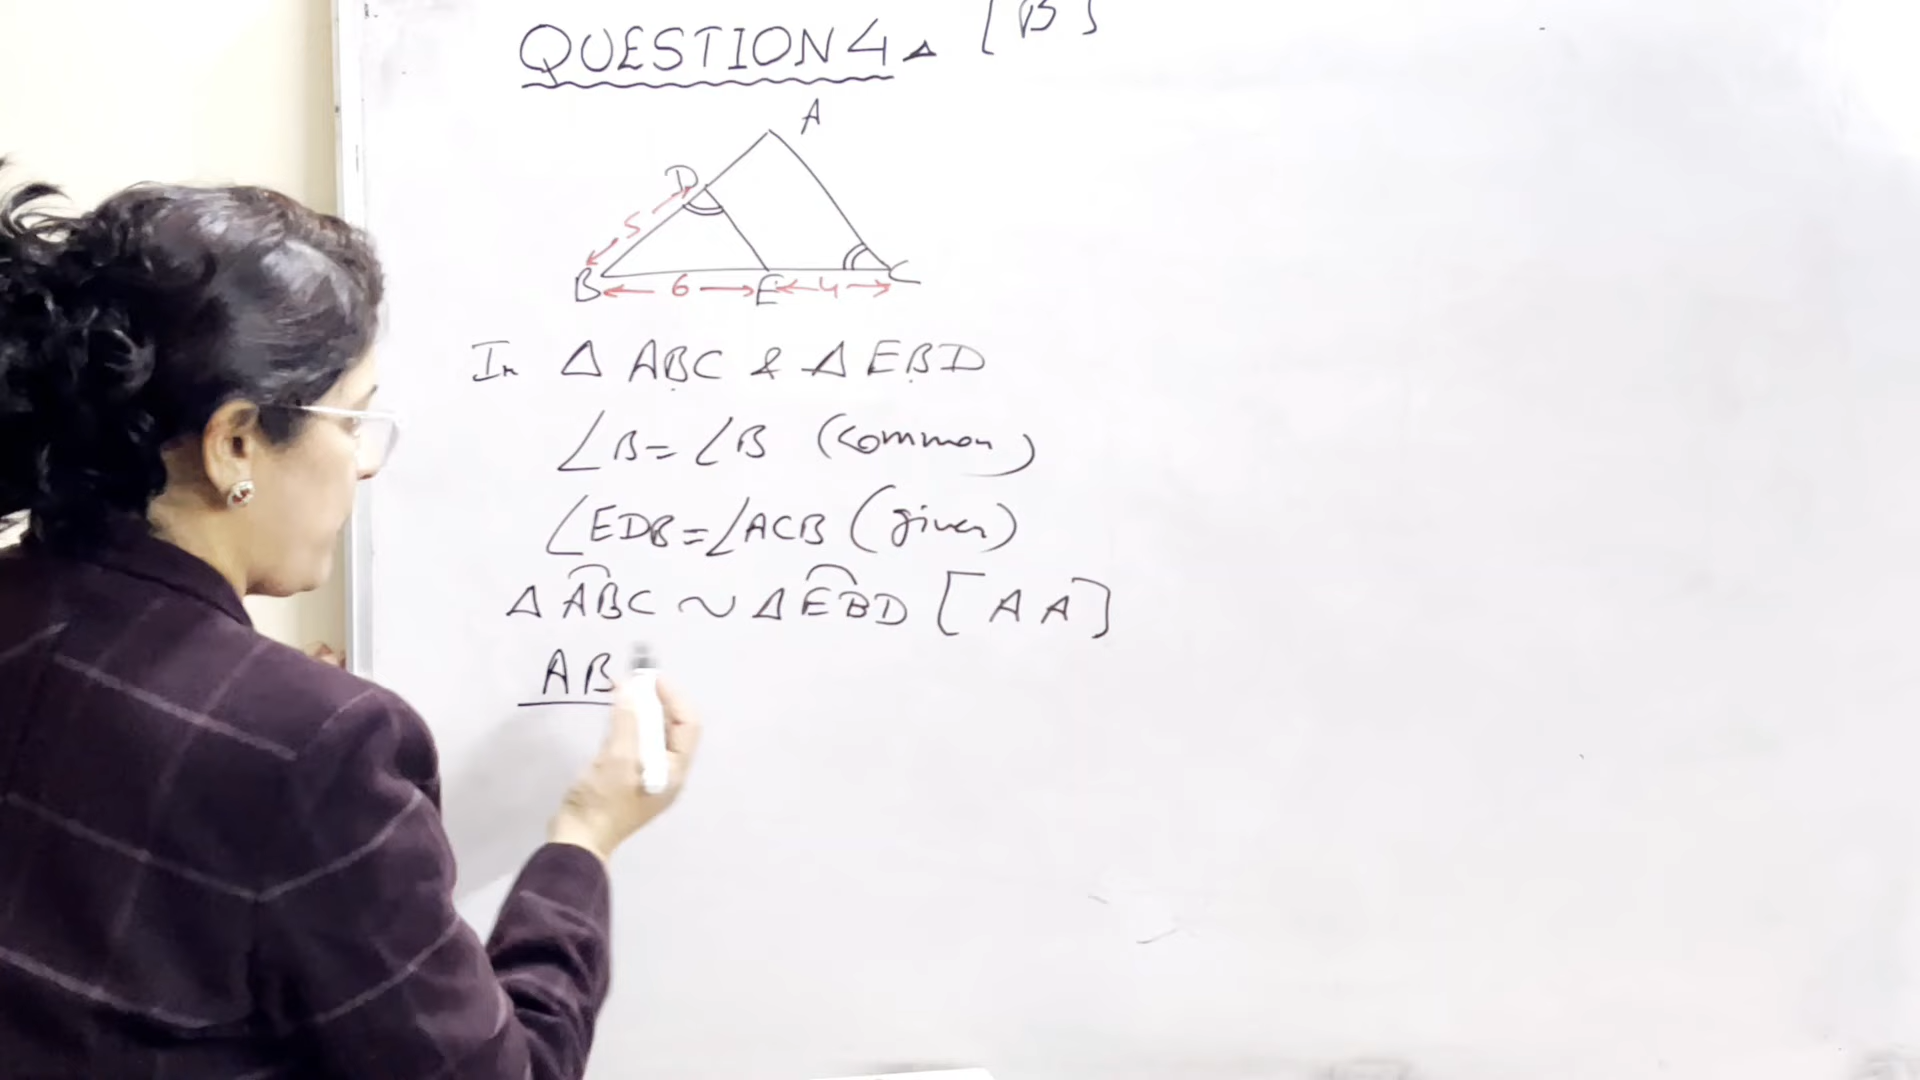 QUESTION 4
[B]
A
D
5
B
6
E
4
C
In Δ ABC & Δ EBD
∠B = ∠B (Common)
∠EDB = ∠ACB (given)
Δ ABC ~ Δ EBD [AA]
AB